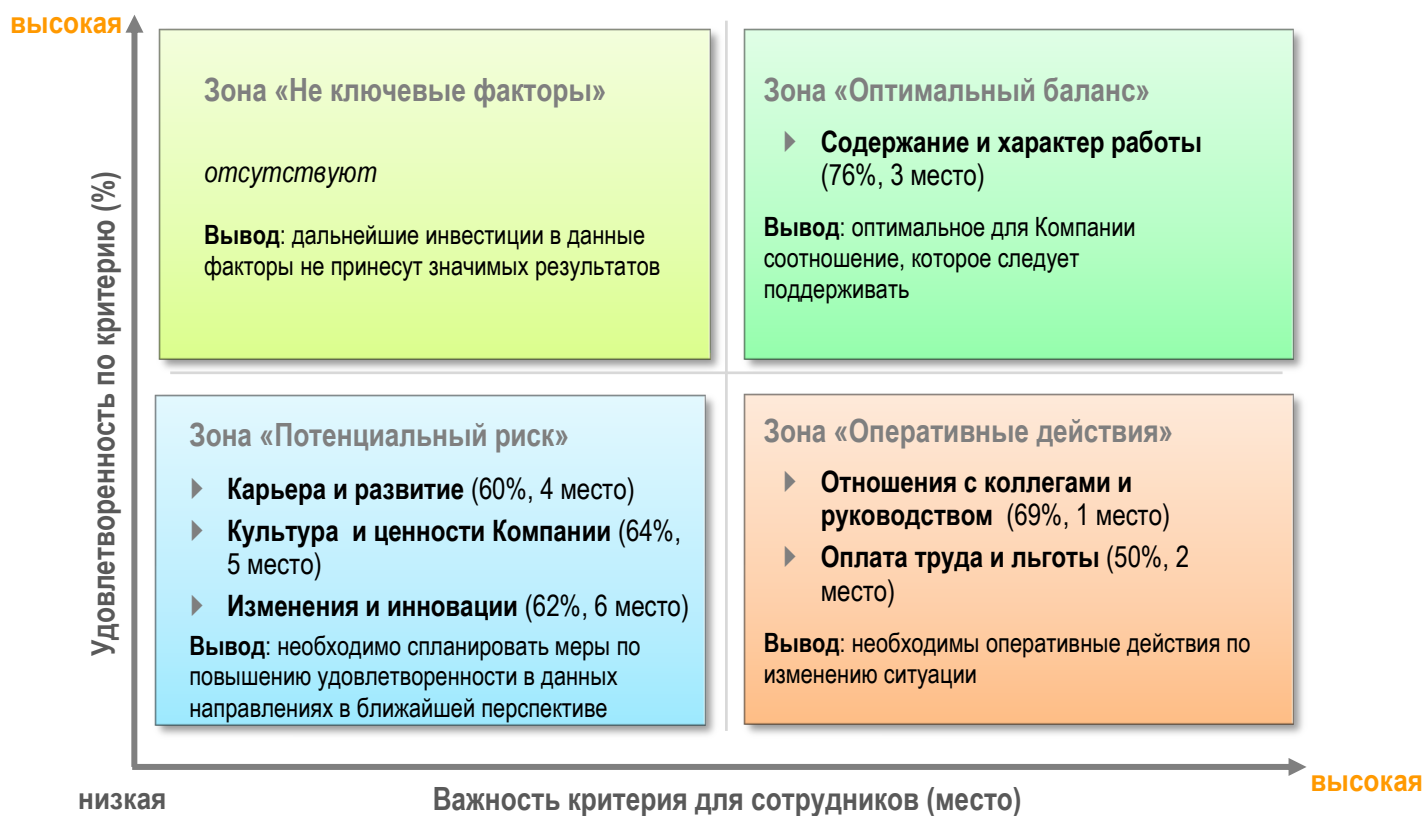 высокая
Удовлетворенность по критерию (%)
Зона «Не ключевые факторы»
отсутствуют
Вывод: дальнейшие инвестиции в данные
факторы не принесут значимых результатов
Зона «Оптимальный баланс»
Содержание и характер работы
(76%, 3 место)
Вывод: оптимальное для Компании
соотношение, которое следует
поддерживать
Зона «Потенциальный риск»
Карьера и развитие (60%, 4 место)
Культура и ценности Компании (64%,
5 место)
Изменения и инновации (62%, 6 место)
Вывод: необходимо спланировать меры по
повышению удовлетворенности в данных
направлениях в ближайшей перспективе
Зона «Оперативные действия»
Отношения с коллегами и
руководством (69%, 1 место)
Оплата труда и льготы (50%, 2
место)
Вывод: необходимы оперативные действия по
изменению ситуации
низкая
Важность критерия для сотрудников (место)
высокая